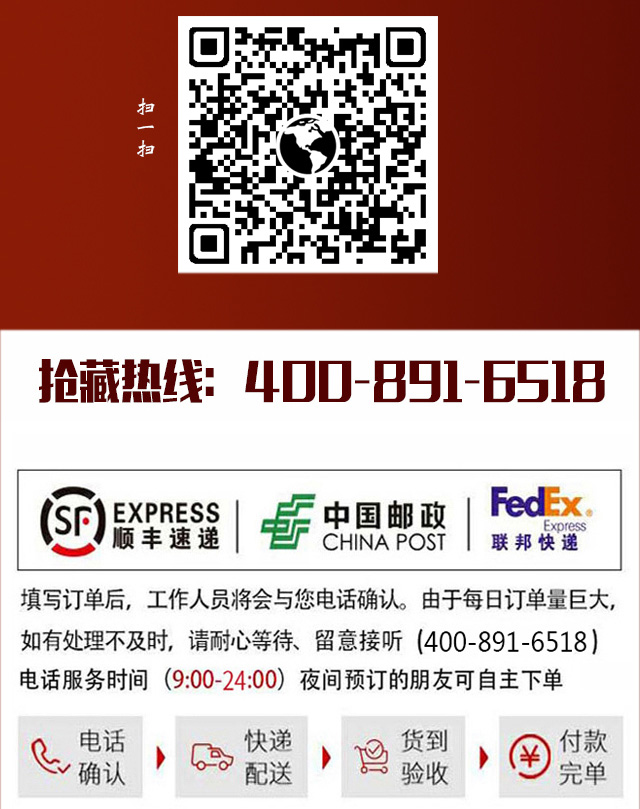 扫一扫
抢藏热线：400-891-6518
SF EXPRESS
顺丰速递
中国邮政
CHINA POST
FedEx®
Express
联邦快递
填写订单后，工作人员将会与您电话确认。由于每日订单量巨大，
如有处理不及时，请耐心等待、留意接听（400-891-6518）
电话服务时间（9:00-24:00）夜间预订的朋友可自主下单
电话
确认
快递
配送
货到
验收
¥
付款
完单